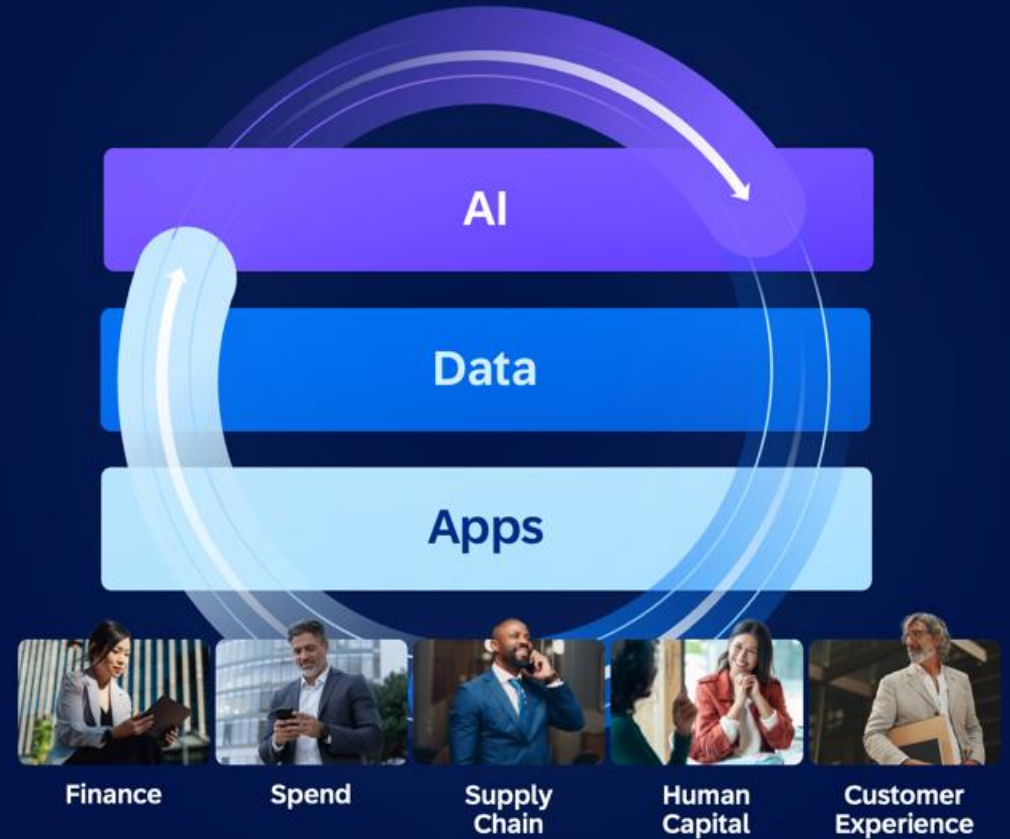 AI
Data
Apps
Finance
Spend
Supply
Chain
Human
Capital
Customer
Experience